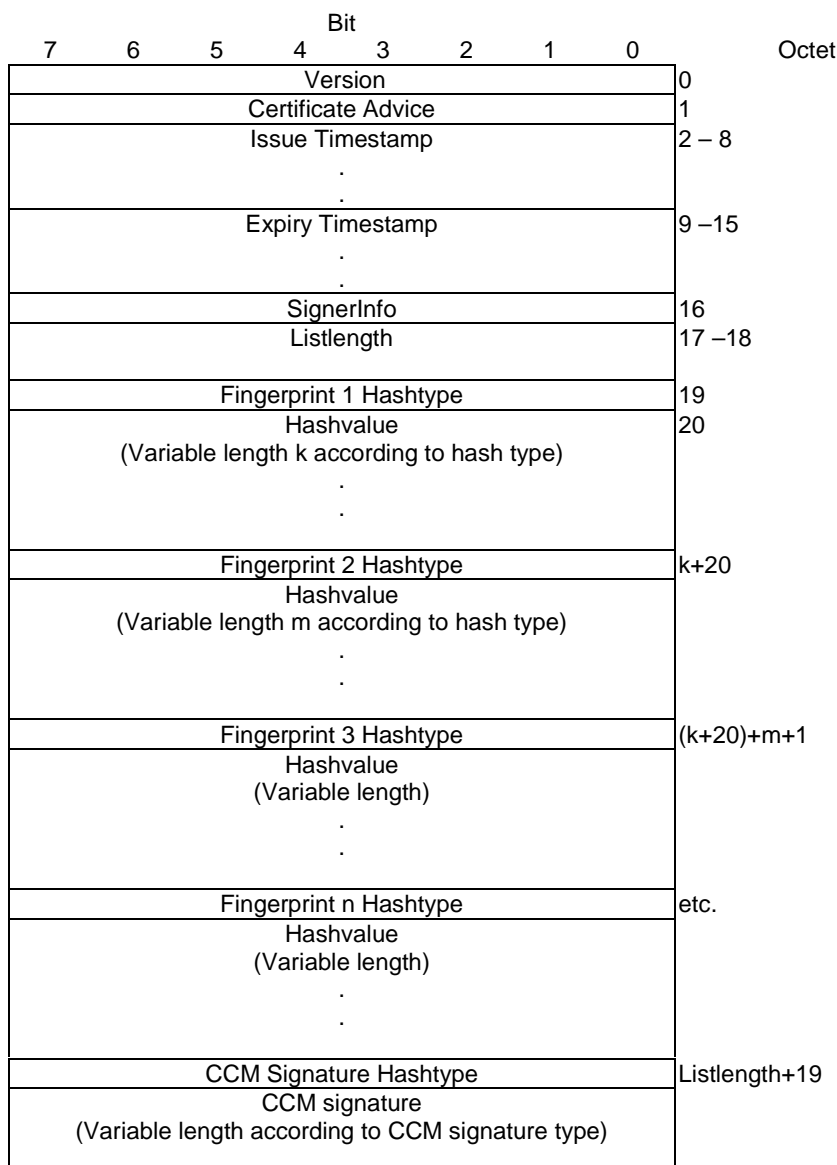 Bit
7 6 5 4 3 2 1 0 Octet
Version 0
Certificate Advice 1
Issue Timestamp 2 – 8
.
.
Expiry Timestamp 9 –15
.
.
SignerInfo 16
Listlength 17 –18
Fingerprint 1 Hashtype 19
Hashvalue 20
(Variable length k according to hash type)
.
.
Fingerprint 2 Hashtype k+20
Hashvalue
(Variable length m according to hash type)
.
.
Fingerprint 3 Hashtype (k+20)+m+1
Hashvalue
(Variable length)
.
.
Fingerprint n Hashtype etc.
Hashvalue
(Variable length)
.
.
CCM Signature Hashtype Listlength+19
CCM signature
(Variable length according to CCM signature type)